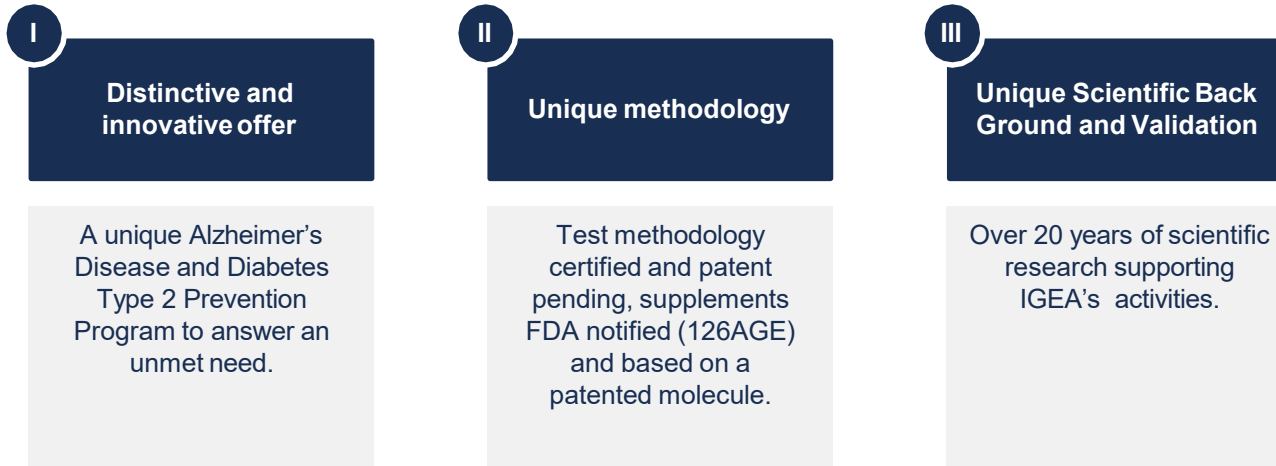 I
Distinctive and
innovative offer
A unique Alzheimer's
Disease and Diabetes
Type 2 Prevention
Program to answer an
unmet need.
II
Unique methodology
Test methodology
certified and patent
pending, supplements
FDA notified (126AGE)
and based on a
patented molecule.
III
Unique Scientific Back
Ground and Validation
Over 20 years of scientific
research supporting
IGEA's activities.